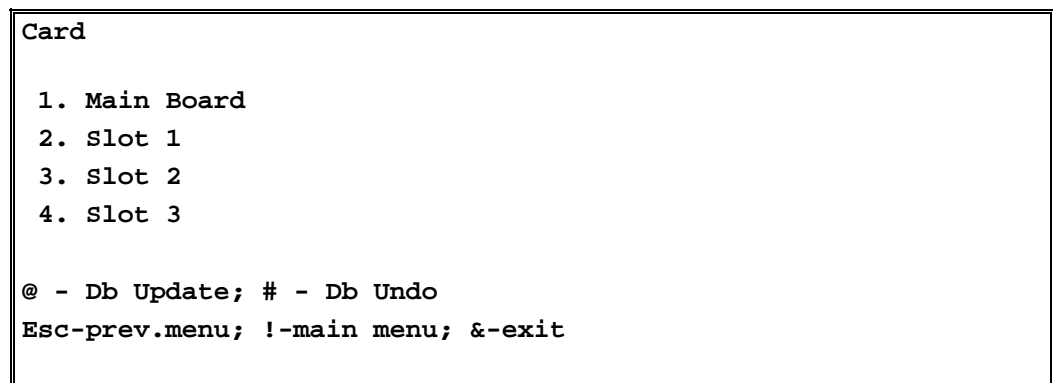 Card
1. Main Board
2. Slot 1
3. Slot 2
4. Slot 3
@ - Db Update; # - Db Undo
Esc-prev.menu; !-main menu; &-exit